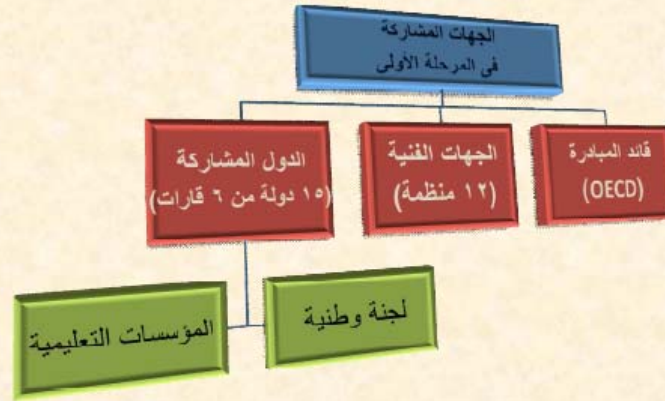 الجهات المشاركة
فى المرحلة الأولى
قائد المبادرة
(OECD)
الجهات الفنية
(١٢ منظمة)
الدول المشاركة
(١٥ دولة من ٦ قارات)
لجنة وطنية
المؤسسات التعليمية